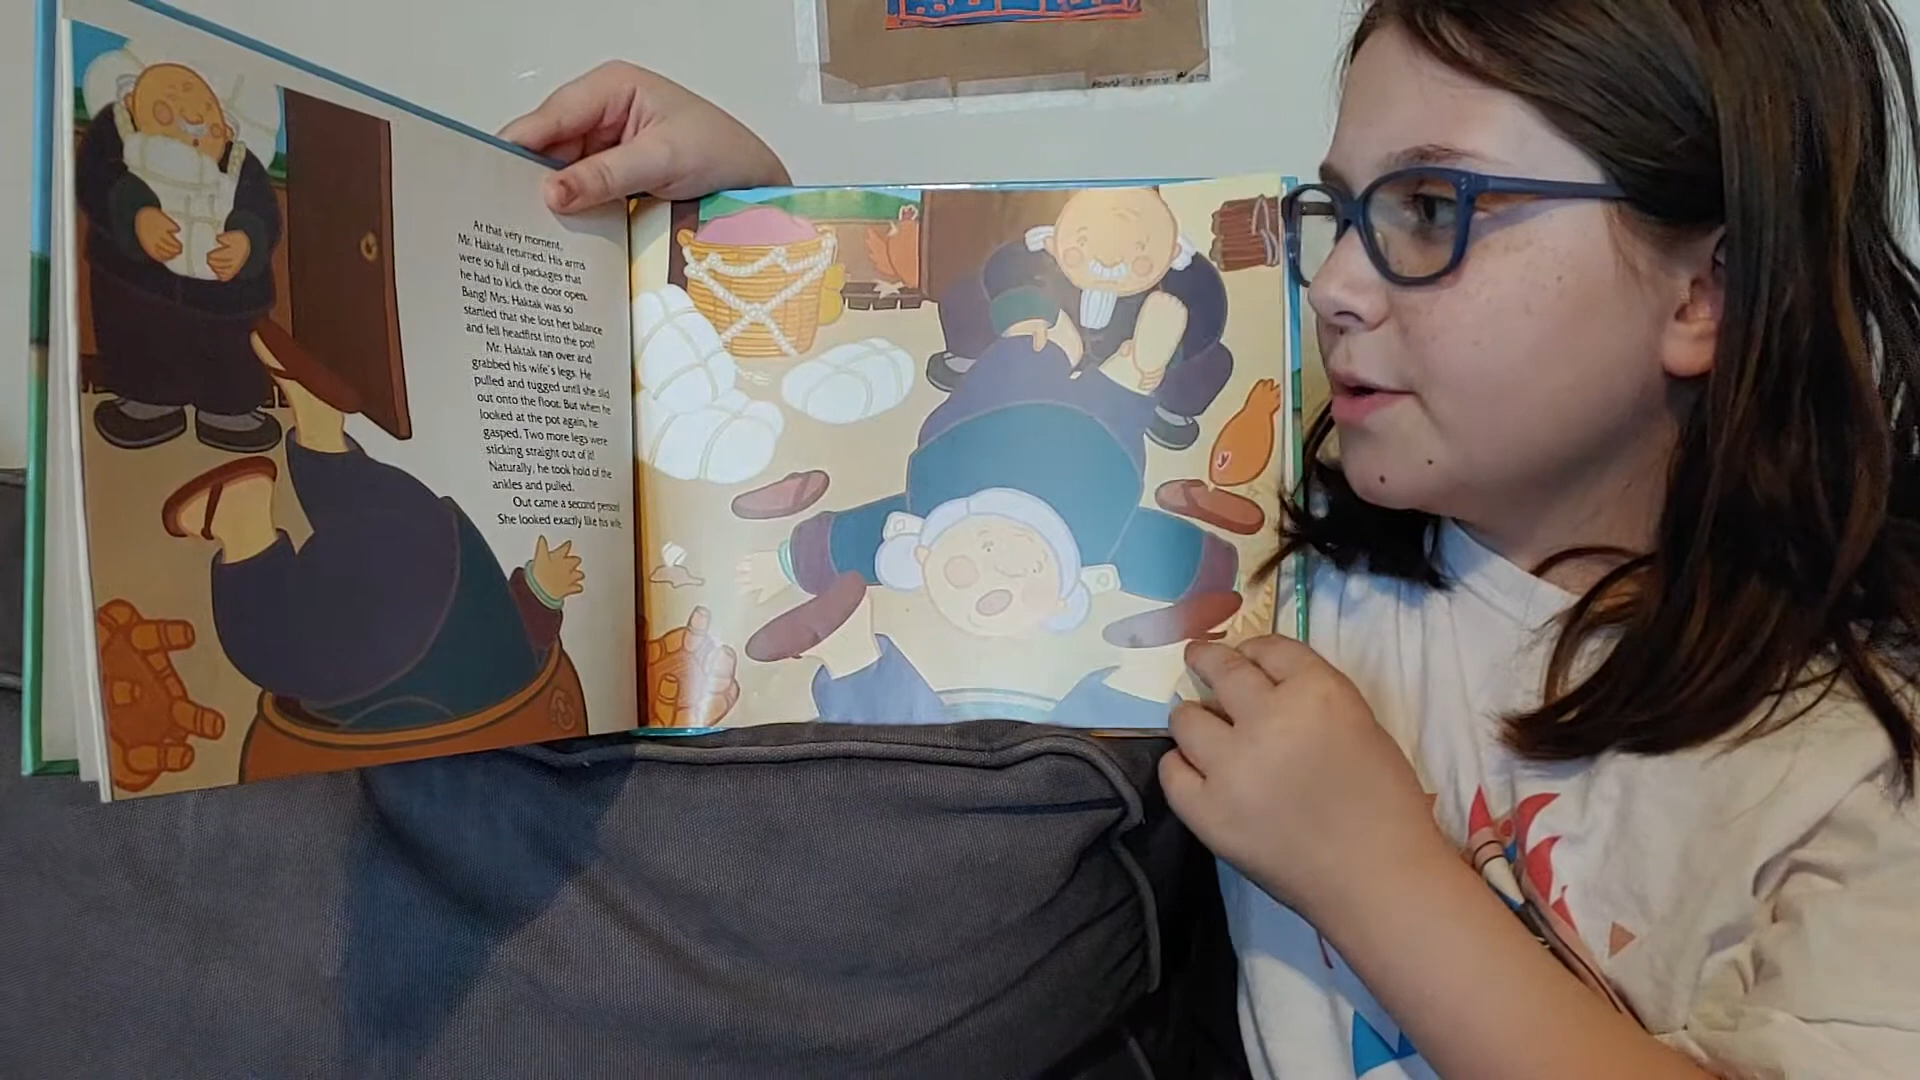 At that very moment,
Mr. Haktak returned. His arms
were so full of packages that
he had to kick the door open.
Bang! Mrs. Haktak was so
startled that she lost her balance
and fell headfirst into the pot!
Mr. Haktak ran over and
grabbed his wife's legs. He
pulled and tugged until she slid
out onto the floor. But when he
looked at the pot again, he
gasped. Two more legs were
sticking straight out of it!
Naturally, he took hold of the
ankles and pulled.
Out came a second person!
She looked exactly like his wife.